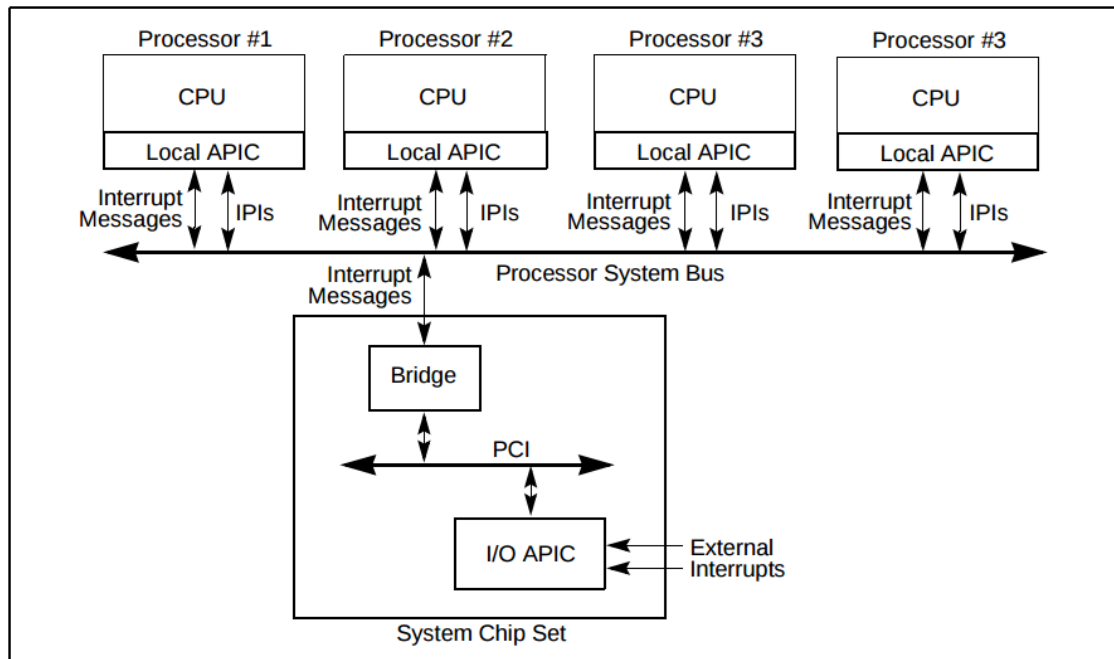 Processor #1
Processor #2
Processor #3
Processor #3
CPU
CPU
CPU
CPU
Local APIC
Local APIC
Local APIC
Local APIC
Interrupt
Messages
IPIs
Interrupt
Messages
IPIs
Interrupt
Messages
IPIs
Interrupt
Messages
IPIs
Processor System Bus
Interrupt
Messages
Bridge
PCI
I/O APIC
External
Interrupts
System Chip Set